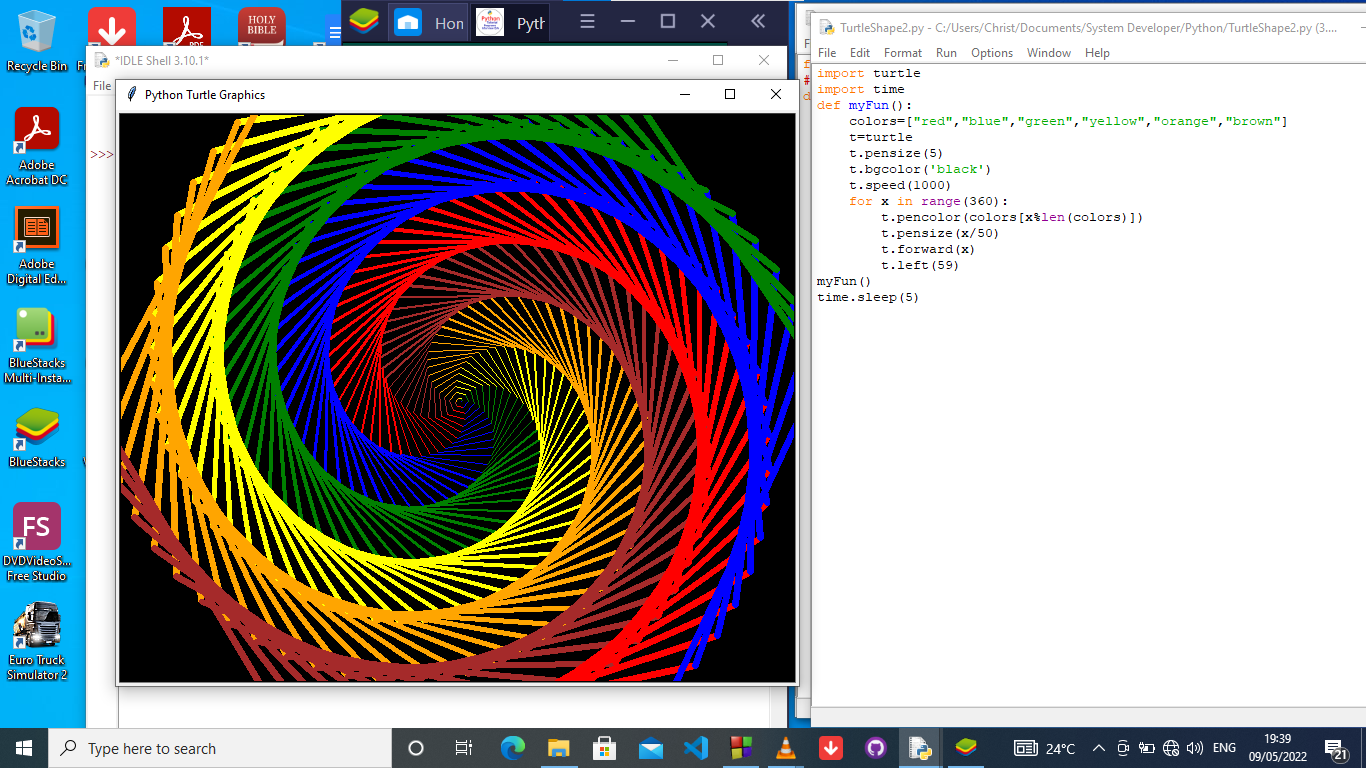 Recycle Bin
Adobe
Acrobat DC
Adobe
Digital Ed...
BlueStacks
Multi-Insta...
BlueStacks
FS
DVDVideoS...
Free Studio
Euro Truck
Simulator 2
PDF
HOLY
BIBLE
Hon
Python
Pyth
*IDLE Shell 3.10.1*
File
>>>
Python Turtle Graphics
TurtleShape2.py - C:/Users/Christ/Documents/System Developer/Python/TurtleShape2.py (3....
File Edit Format Run Options Window Help
import turtle
import time
def myFun():
    colors=["red","blue","green","yellow","orange","brown"]
    t=turtle
    t.pensize(5)
    t.bgcolor('black')
    t.speed(1000)
    for x in range(360):
        t.pencolor(colors[x%len(colors)])
        t.pensize(x/50)
        t.forward(x)
        t.left(59)
myFun()
time.sleep(5)
Type here to search
24°C
ENG
19:39
09/05/2022
21